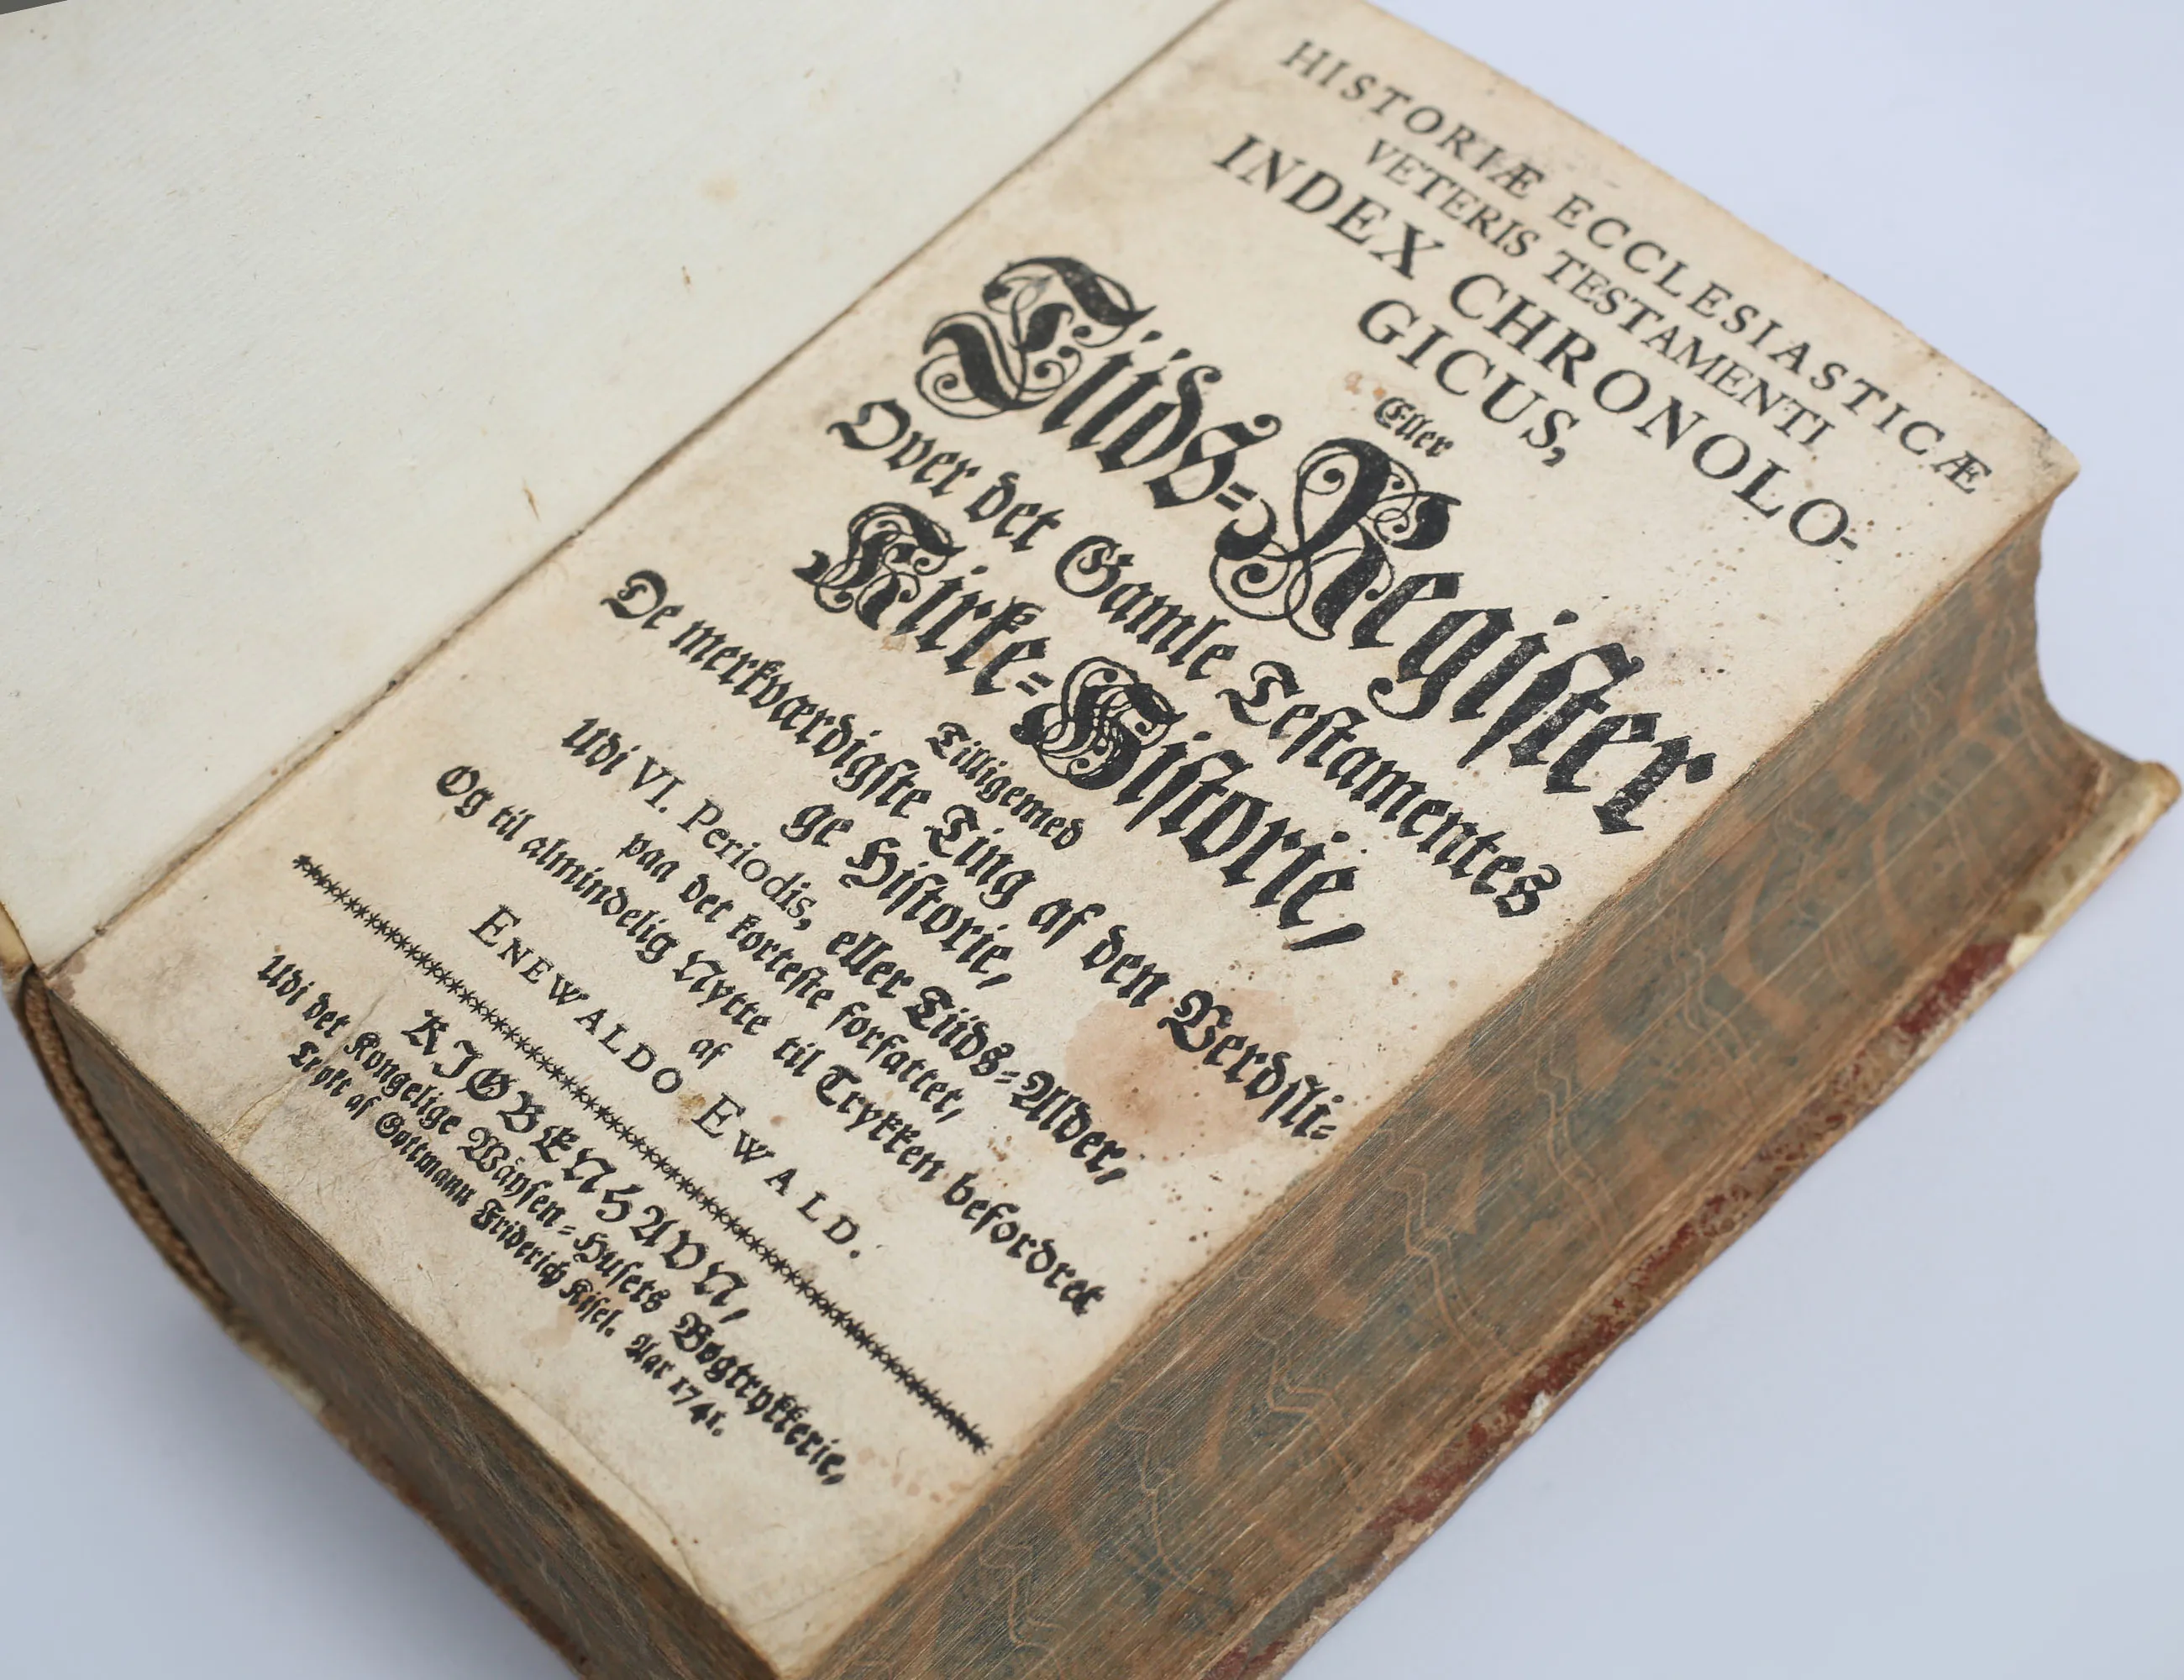 HISTORIÆ ECCLESIASTICÆ
VETERIS TESTAMENTI
INDEX CHRONOLO-
GICUS,
Eller
Tiids=Register
Over det Gamle Testamentes
Kirke=Historie,
Tilligemed
De merkværdigste Ting af den Verdsli=
ge Historie,
Udi VI. Periodis, eller Tiids=Alder,
paa det korteste forfattet,
Og til almindelig Nytte til Trykken befordret
af
ENEWALDO EWALD.
KIØBENHAVN,
Udi det Kongelige Wäysen=Husets Bogtrykkerie,
Trykt af Gottmann Friderich Kisel. Aar 1741.